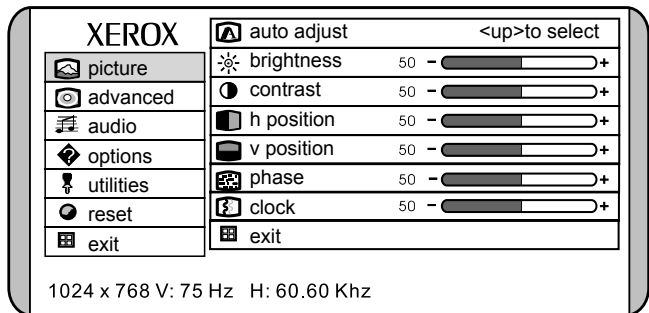 XEROX
picture
advanced
audio
options
utilities
reset
exit
auto adjust <up>to select
brightness 50 - +
contrast 50 - +
h position 50 - +
v position 50 - +
phase 50 - +
clock 50 - +
exit
1024 x 768 V: 75 Hz H: 60.60 Khz